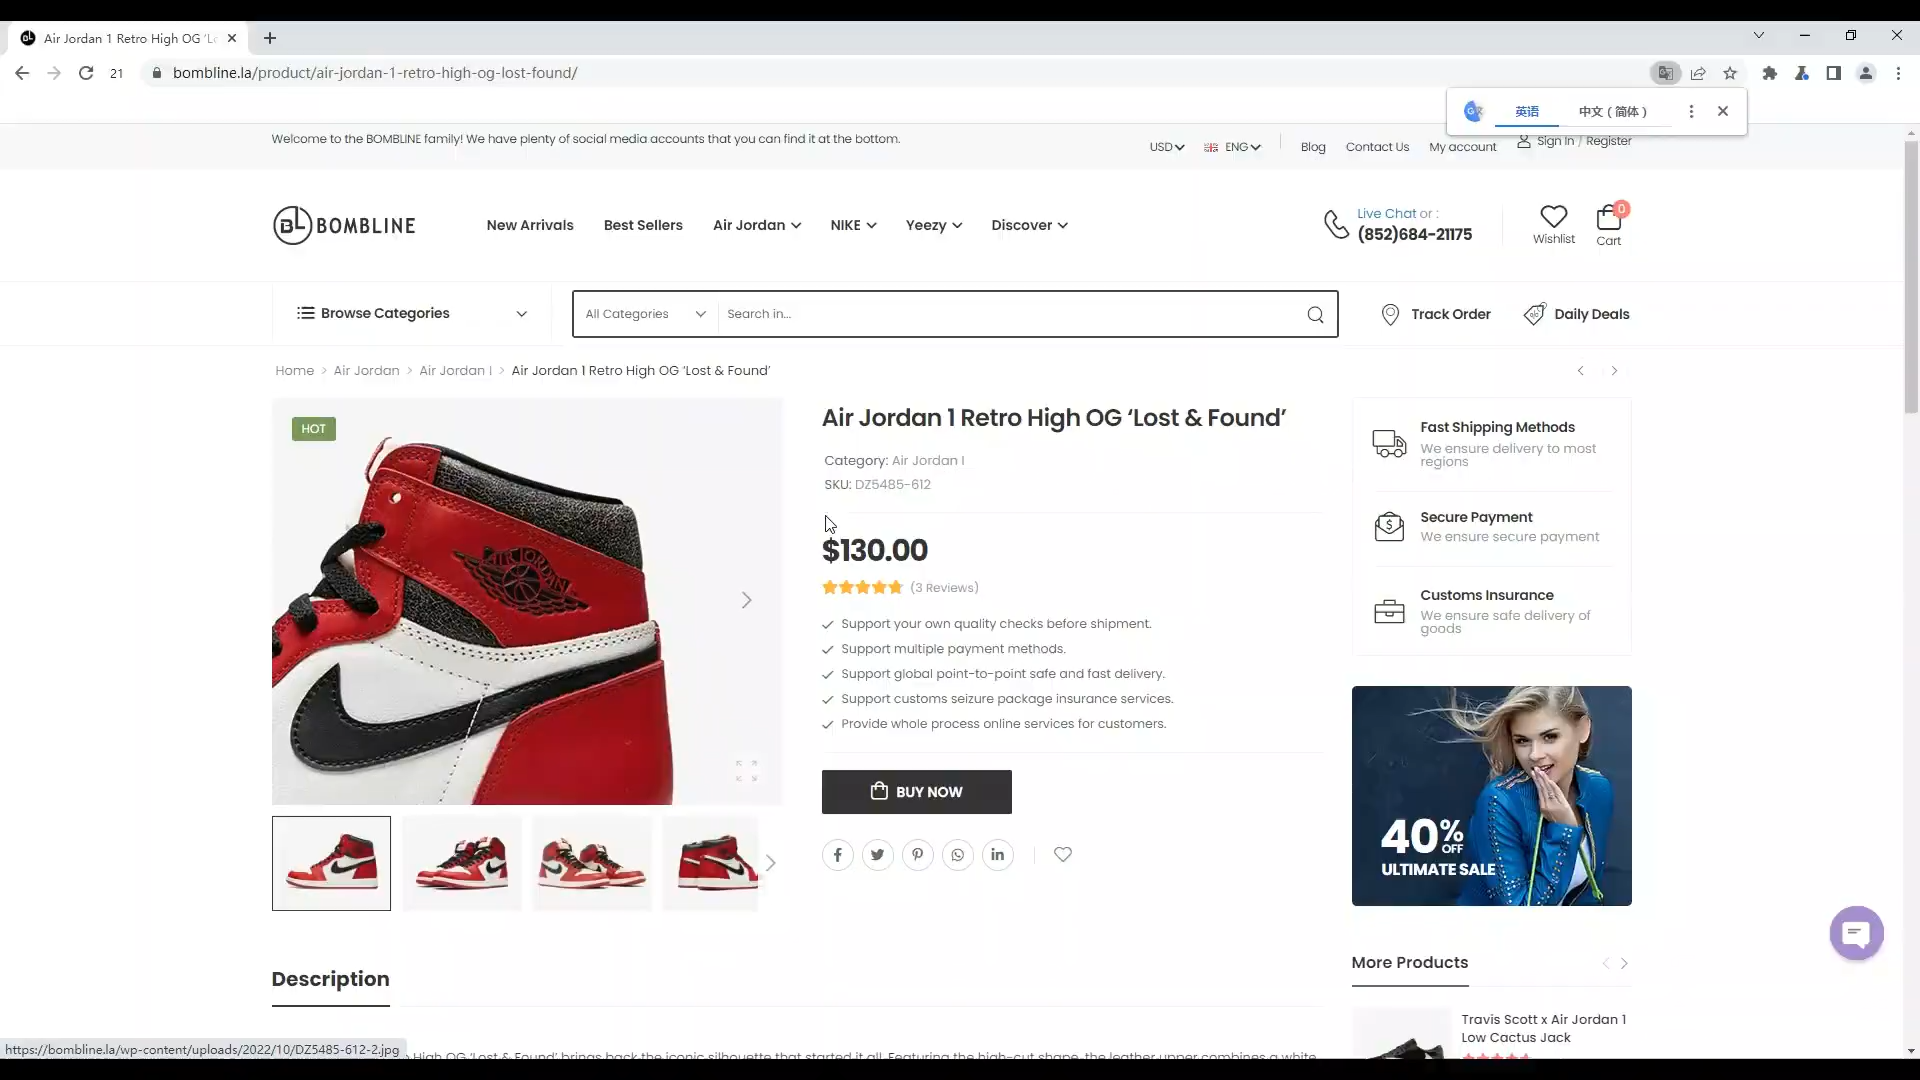 Air Jordan 1 Retro High OG 'L
21
bombline.la/product/air-jordan-1-retro-high-og-lost-found/
英语
中文（简体）
Welcome to the BOMBLINE family! We have plenty of social media accounts that you can find it at the bottom.
USD
ENG
Blog
Contact Us
My account
Sign In / Register
BL BOMBLINE
New Arrivals
Best Sellers
Air Jordan
NIKE
Yeezy
Discover
Live Chat or :
(852)684-21175
Wishlist
0
Cart
Browse Categories
All Categories
Search in...
Track Order
Daily Deals
Home > Air Jordan > Air Jordan I > Air Jordan 1 Retro High OG ‘Lost & Found’
HOT
AIR JORDAN
Air Jordan 1 Retro High OG ‘Lost & Found’
Category: Air Jordan I
SKU: DZ5485-612
$130.00
(3 Reviews)
Support your own quality checks before shipment.
Support multiple payment methods.
Support global point-to-point safe and fast delivery.
Support customs seizure package insurance services.
Provide whole process online services for customers.
BUY NOW
Fast Shipping Methods
We ensure delivery to most
regions
Secure Payment
We ensure secure payment
Customs Insurance
We ensure safe delivery of
goods
40% OFF
ULTIMATE SALE
More Products
Travis Scott x Air Jordan 1
Low Cactus Jack
Description
High OG ‘Lost & Found’ brings back the iconic silhouette that started it all. Featuring the high-cut shape, the leather upper combines a white
https://bombline.la/wp-content/uploads/2022/10/DZ5485-612-2.jpg